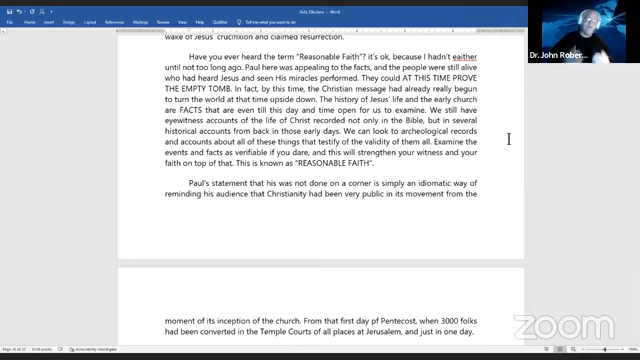 Acts 26b.docx - Word
File Home Insert Design Layout References Mailings Review View Help QuillBot Tell me what you want to do
wake of Jesus' crucifixion and claimed resurrection.
Have you ever heard the term "Reasonable Faith"? it's ok, because I hadn't eaither
until not too long ago. Paul here was appealing to the facts, and the people were still alive
who had heard Jesus and seen His miracles performed. They could AT THIS TIME PROVE
THE EMPTY TOMB. In fact, by this time, the Christian message had already really begun
to turn the world at that time upside down. The history of Jesus' life and the early church
are FACTS that are even till this day and time open for us to examine. We still have
eyewitness accounts of the life of Christ recorded not only in the Bible, but in several
historical accounts from back in those early days. We can look to archeological records
and accounts about all of these things that testify of the validity of them all. Examine the
events and facts as verifiable if you dare, and this will strengthen your witness and your
faith on top of that. This is known as "REASONABLE FAITH".
Paul's statement that his was not done on a corner is simply an idiomatic way of
reminding his audience that Christianity had been very public in its movement from the
moment of its inception of the church. From that first day pf Pentecost, when 3000 folks
had been converted in the Temple Courts of all places at Jerusalem, and just in one day.
Dr. John Rober...
zoom